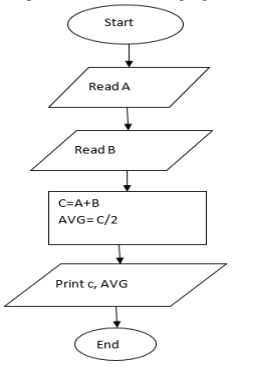 Start
Read A
Read B
C=A+B
AVG= C/2
Print c, AVG
End